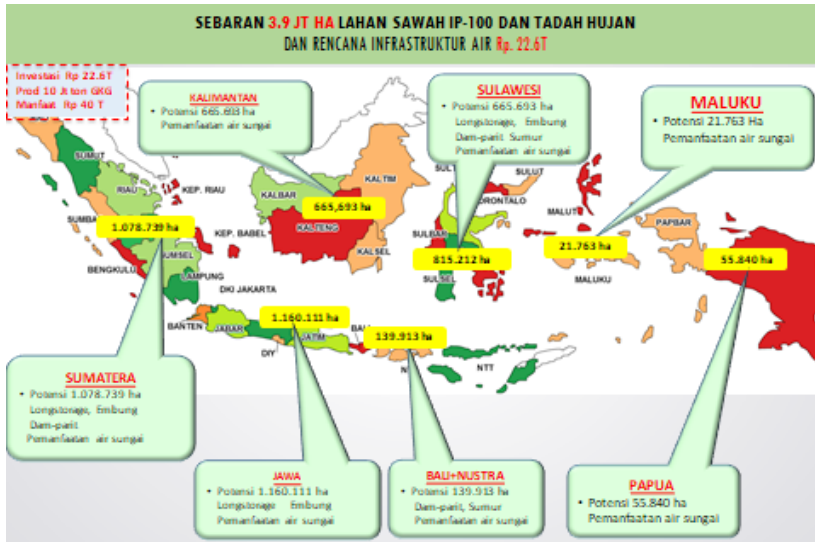 SEBARAN 3.9 JT HA LAHAN SAWAH IP-100 DAN TADAH HUJAN
DAN RENCANA INFRASTRUKTUR AIR Rp. 22.6T
Investasi Rp 22.6T
Prod 10 Jt ton GKG
Manfaat Rp 40 T
KALIMANTAN
• Potensi 665.693 ha
Pemanfaatan air sungai
SULAWESI
• Potensi 665.693 ha
Longstorage, Embung
Dam-parit Sumur
Pemanfaatan air sungai
MALUKU
• Potensi 21.763 Ha
Pemanfaatan air sungai
SUMUT
RIAU
KEP. RIAU
SUMBA
1.078.739 ha
BENGKULU
UMSEL
LAMPUNG
KEP. BABEL
DKI JAKARTA
KALBAR
KALTIM
665,693 ha
KALTENG
KALSEL
SULT
SULUT
ORONTALO
SULBAR
815.212 ha
SULSEL
MALUT
21.763 ha
MALUKU
PAPBAR
55.840 ha
BANTEN
JABAR
1.160.111 ha
JATIM
DIY
BALI
139.913 ha
N
NTT
SUMATERA
• Potensi 1.078.739 ha
Longstorage, Embung
Dam-parit
Pemanfaatan air sungai
JAWA
• Potensi 1.160.111 ha
Longstorage Embung
Pemanfaatan air sungai
BALI+NUSTRA
• Potensi 139.913 ha
Dam-parit, Sumur
Pemanfaatan air sungai
PAPUA
• Potensi 55.840 ha
Pemanfaatan air sungai